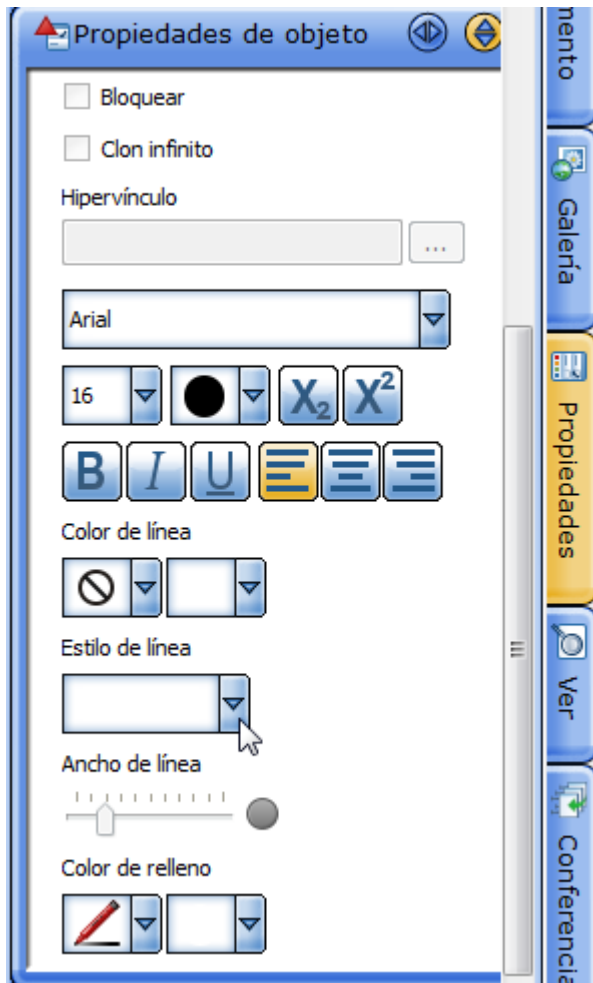 Propiedades de objeto
Bloquear
Clon infinito
Hipervínculo
...
Arial
16
X2
X2
B
I
U
Color de línea
Estilo de línea
Ancho de línea
Color de relleno
mento
Galería
Propiedades
Ver
Conferencia